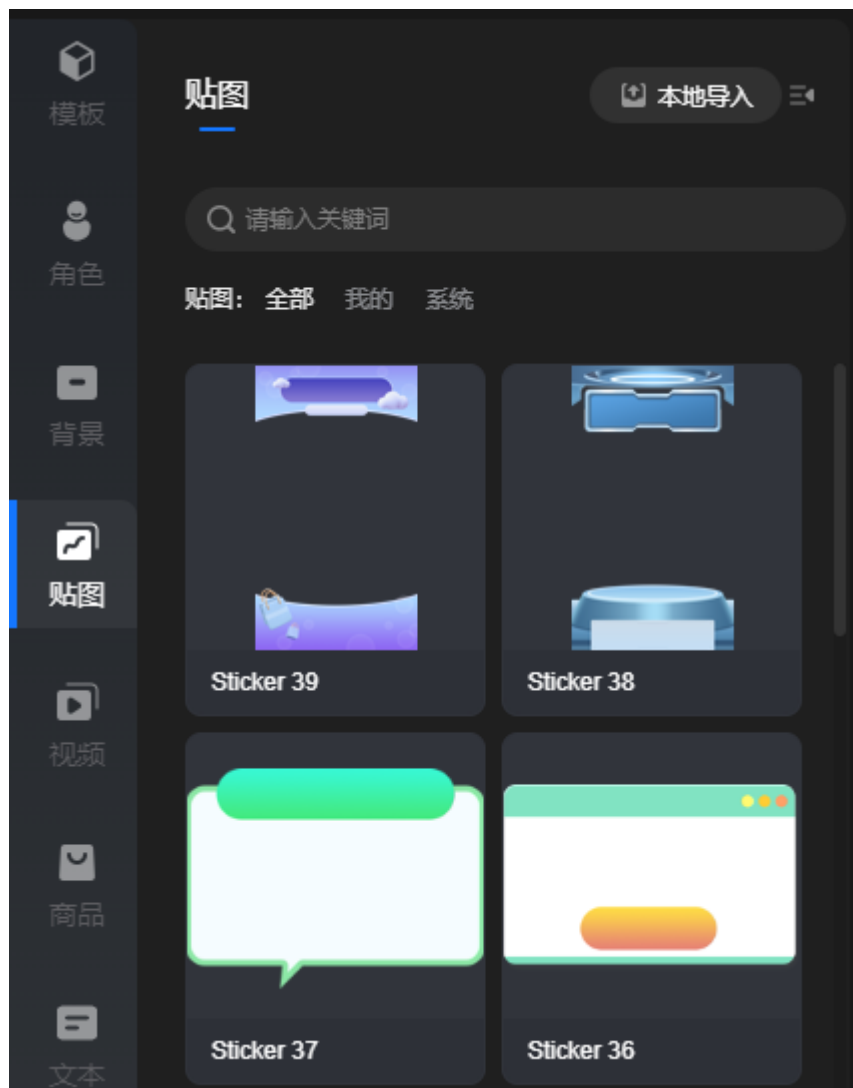 模板
角色
背景
贴图
视频
商品
文本
贴图
本地导入
请输入关键词
贴图: 全部 我的 系统
Sticker 39
Sticker 38
Sticker 37
Sticker 36